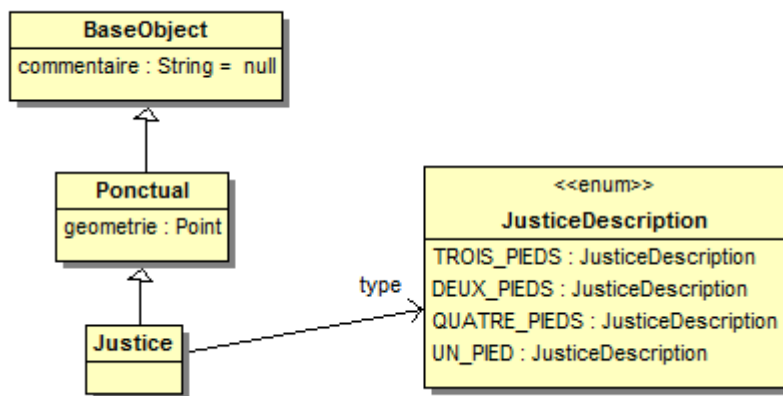 BaseObject
commentaire : String = null
Ponctual
geometrie : Point
Justice
type
<<enum>>
JusticeDescription
TROIS_PIEDS : JusticeDescription
DEUX_PIEDS : JusticeDescription
QUATRE_PIEDS : JusticeDescription
UN_PIED : JusticeDescription